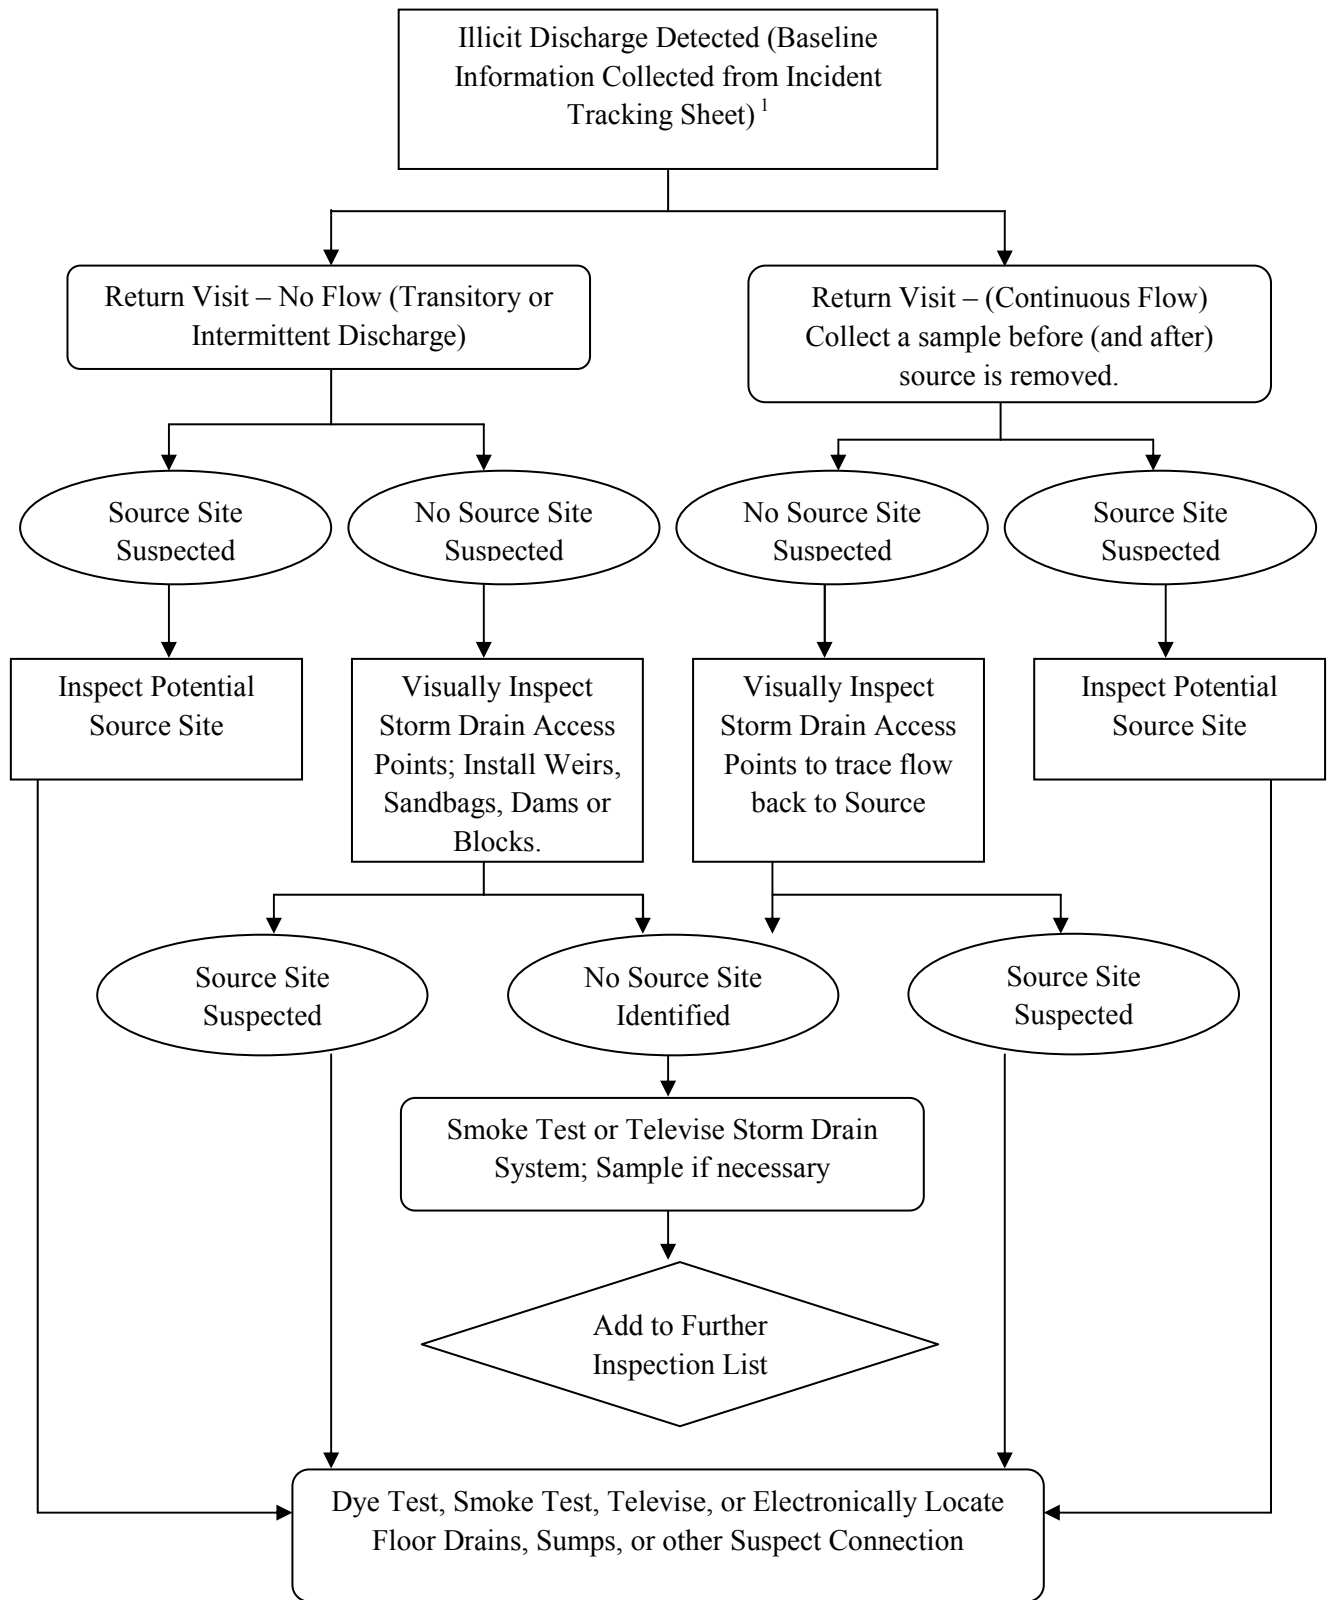 Illicit Discharge Detected (Baseline
Information Collected from Incident
Tracking Sheet) 1
Return Visit – No Flow (Transitory or
Intermittent Discharge)
Return Visit – (Continuous Flow)
Collect a sample before (and after)
source is removed.
Source Site
Suspected
No Source Site
Suspected
No Source Site
Suspected
Source Site
Suspected
Inspect Potential
Source Site
Visually Inspect
Storm Drain Access
Points; Install Weirs,
Sandbags, Dams or
Blocks.
Visually Inspect
Storm Drain Access
Points to trace flow
back to Source
Inspect Potential
Source Site
Source Site
Suspected
No Source Site
Identified
Source Site
Suspected
Smoke Test or Televise Storm Drain
System; Sample if necessary
Add to Further
Inspection List
Dye Test, Smoke Test, Televise, or Electronically Locate
Floor Drains, Sumps, or other Suspect Connection